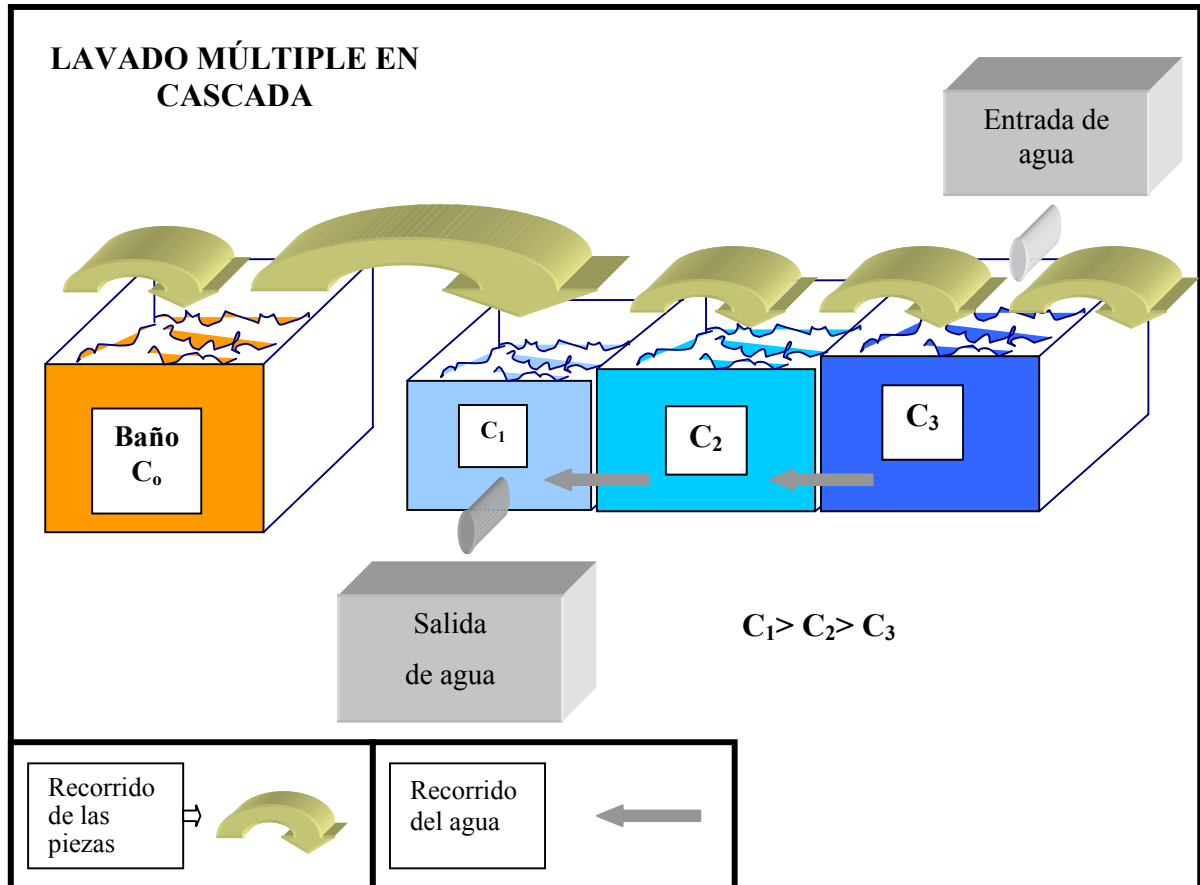 LAVADO MÚLTIPLE EN
CASCADA
Entrada de
agua
Baño
Co
C1
C2
C3
Salida
de agua
C1> C2> C3
Recorrido
de las
piezas
Recorrido
del agua